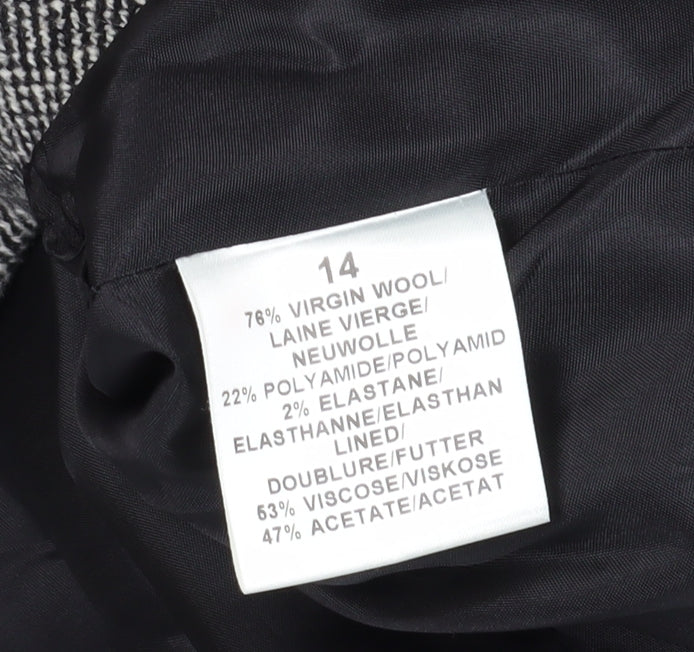 14
76% VIRGIN WOOL/
LAINE VIERGE/
NEUWOLLE
22% POLYAMIDE/POLYAMID
2% ELASTANE/
ELASTHANNE/ELASTHAN
LINED/
DOUBLURE/FUTTER
53% VISCOSE/VISKOSE
47% ACETATE/ACETAT